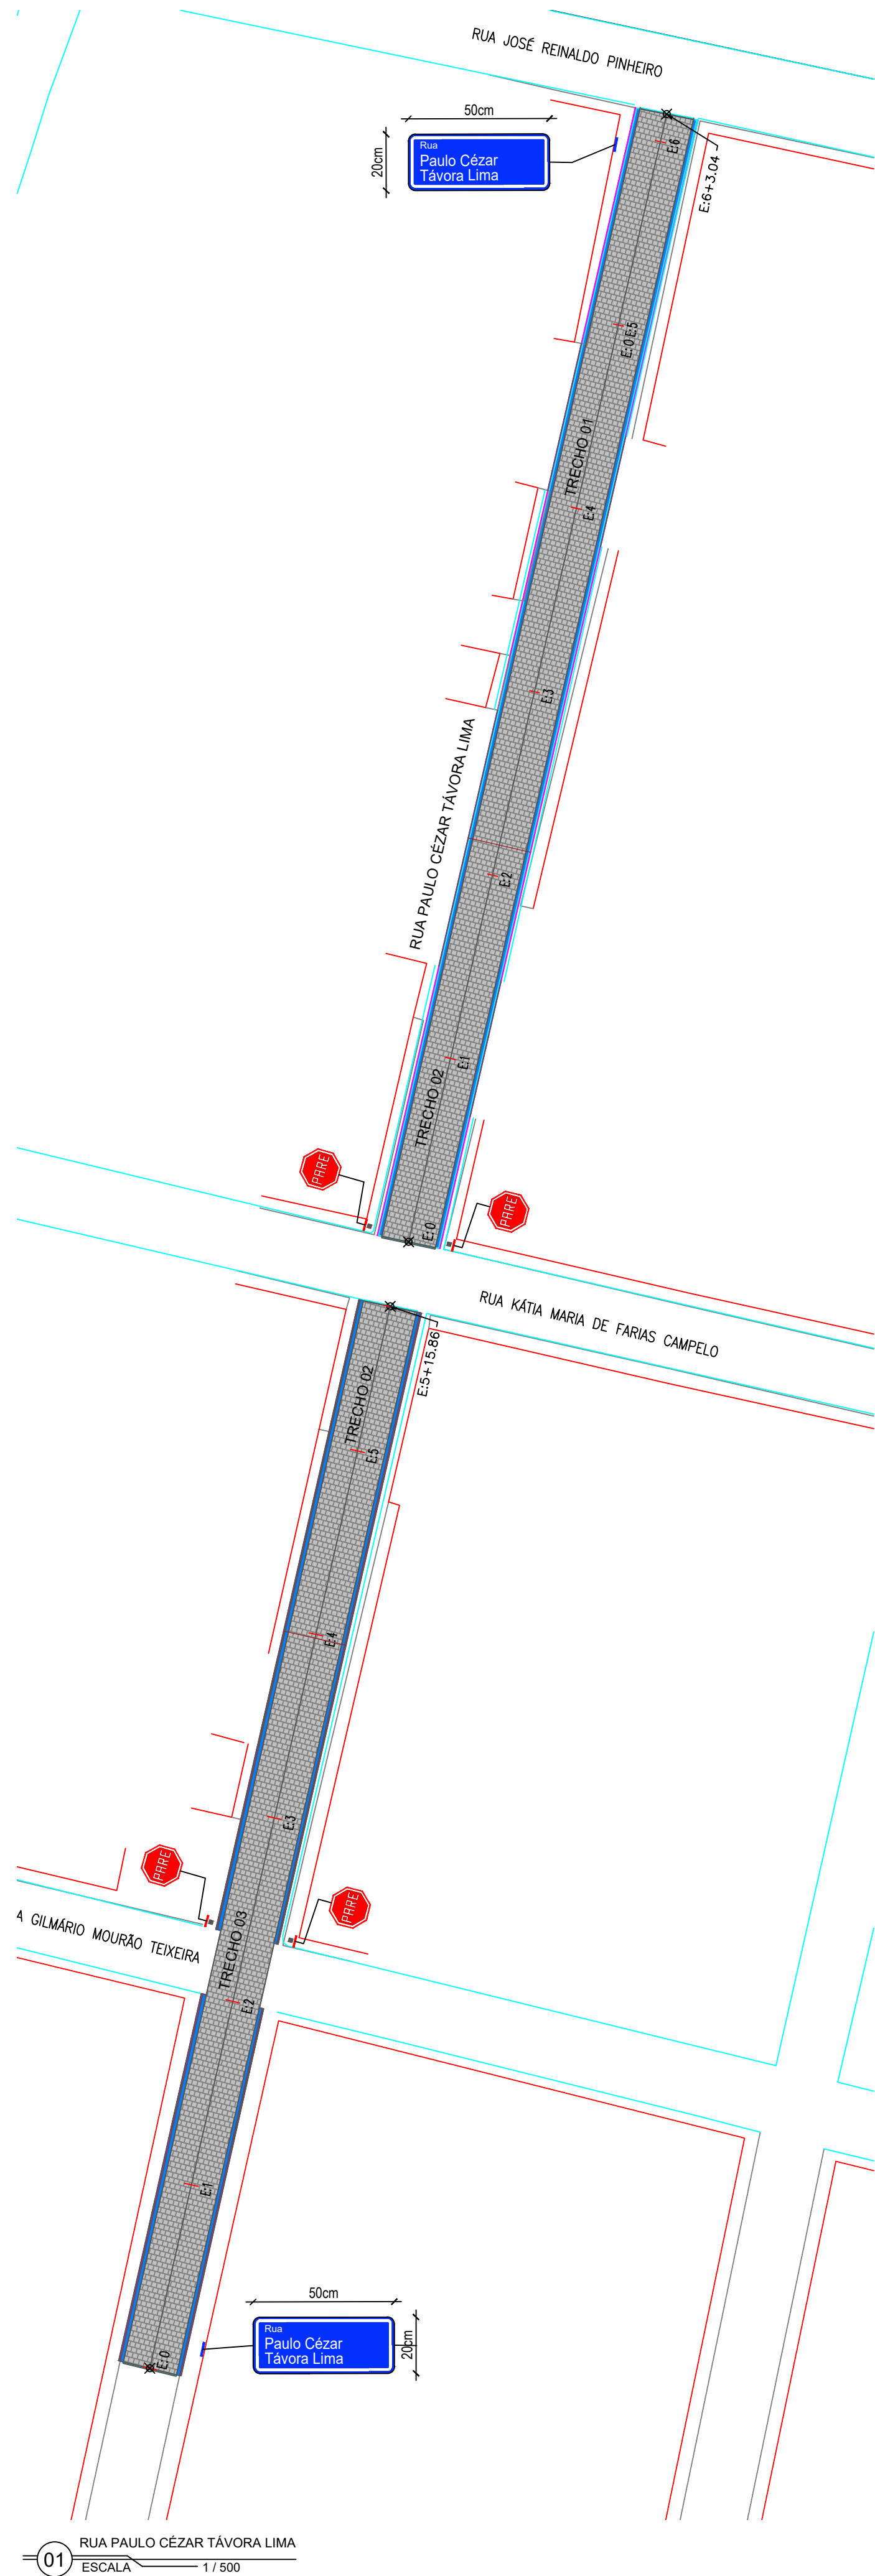 RUA JOSÉ REINALDO PINHEIRO
50cm
20cm
Rua
Paulo Cézar
Távora Lima
E:6
E:6+3.04
E:0 E:5
TRECHO 01
E:4
E:3
RUA PAULO CÉZAR TÁVORA LIMA
E:2
E:1
TRECHO 02
PARE
PARE
E:0
RUA KÁTIA MARIA DE FARIAS CAMPELO
E:5+15.86
TRECHO 02
E:5
E:4
E:3
PARE
PARE
A GILMÁRIO MOURÃO TEIXEIRA
TRECHO 03
E:2
E:1
50cm
20cm
Rua
Paulo Cézar
Távora Lima
E:0
01
RUA PAULO CÉZAR TÁVORA LIMA
ESCALA 1 / 500